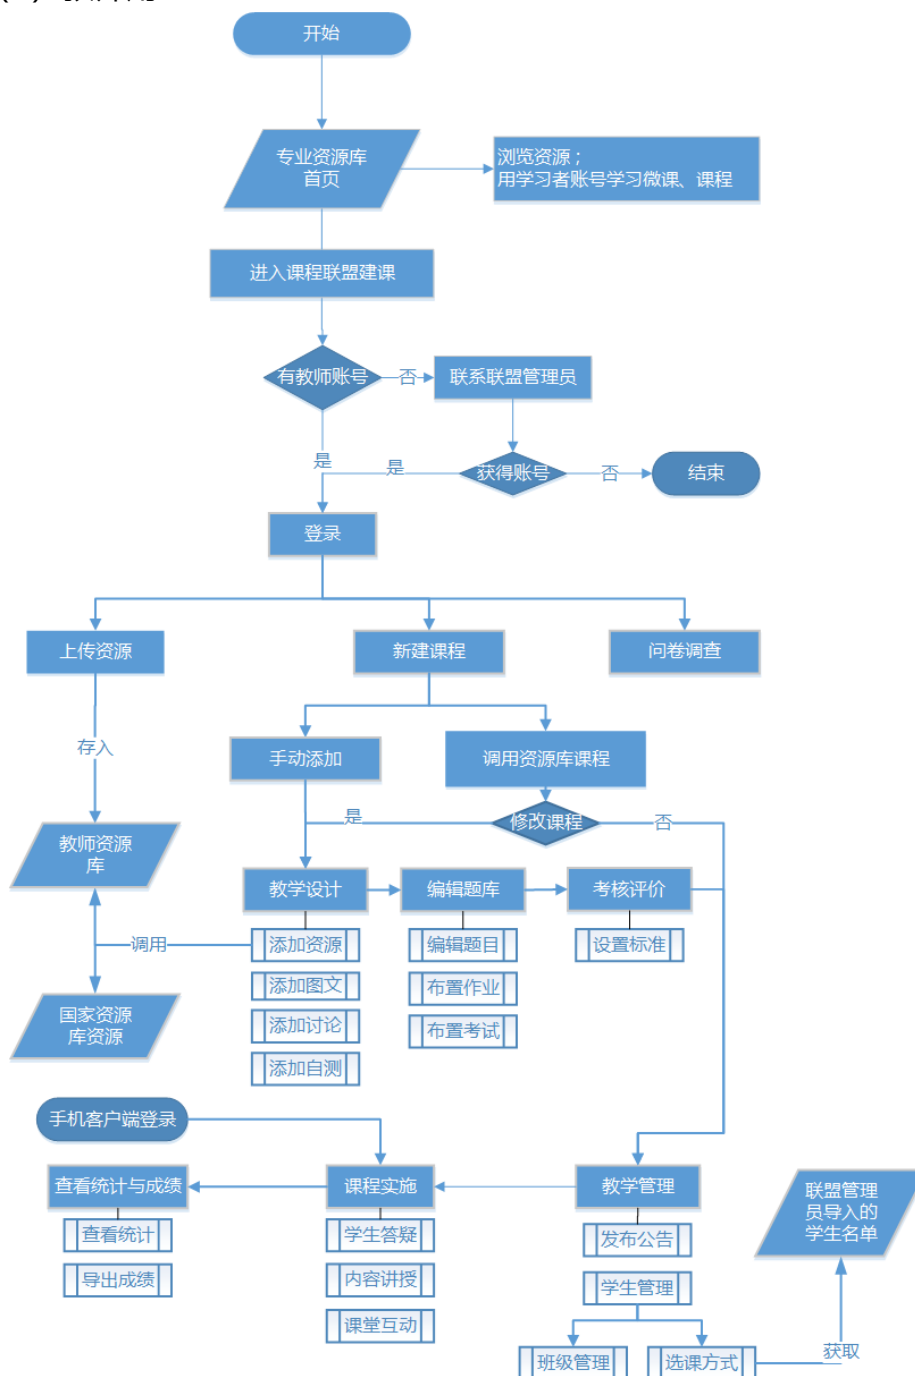 开始
专业资源库
首页
浏览资源；
用学习者账号学习微课、课程
进入课程联盟建课
有教师账号
否
联系联盟管理员
是
是
获得账号
否
结束
登录
上传资源
新建课程
问卷调查
存入
手动添加
调用资源库课程
是
修改课程
否
教师资源
库
教学设计
编辑题库
考核评价
调用
添加资源
编辑题目
设置标准
添加图文
布置作业
国家资源
库资源
添加讨论
布置考试
添加自测
手机客户端登录
查看统计与成绩
课程实施
教学管理
联盟管理
员导入的
学生名单
查看统计
学生答疑
发布公告
导出成绩
内容讲授
学生管理
课堂互动
班级管理
选课方式
获取